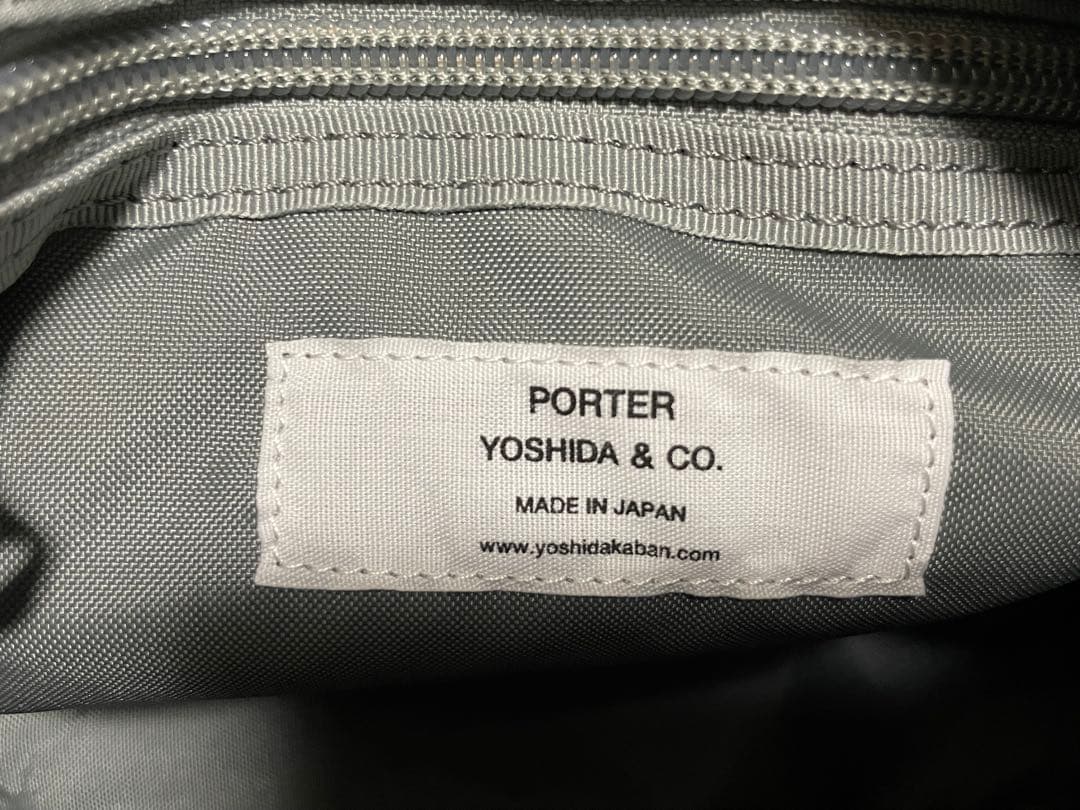 PORTER
YOSHIDA & CO.
MADE IN JAPAN
www.yoshidakaban.com